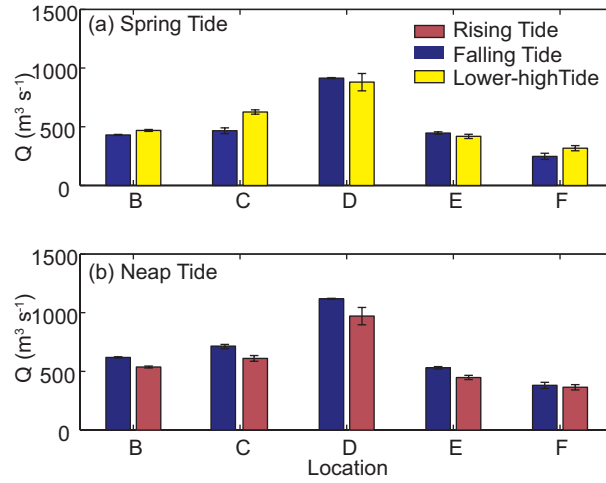 (a) Spring Tide
Rising Tide
Falling Tide
Lower-highTide
1500
1000
500
0
Q (m³ s⁻¹)
B C D E F
(b) Neap Tide
1500
1000
500
0
Q (m³ s⁻¹)
B C D E F
Location